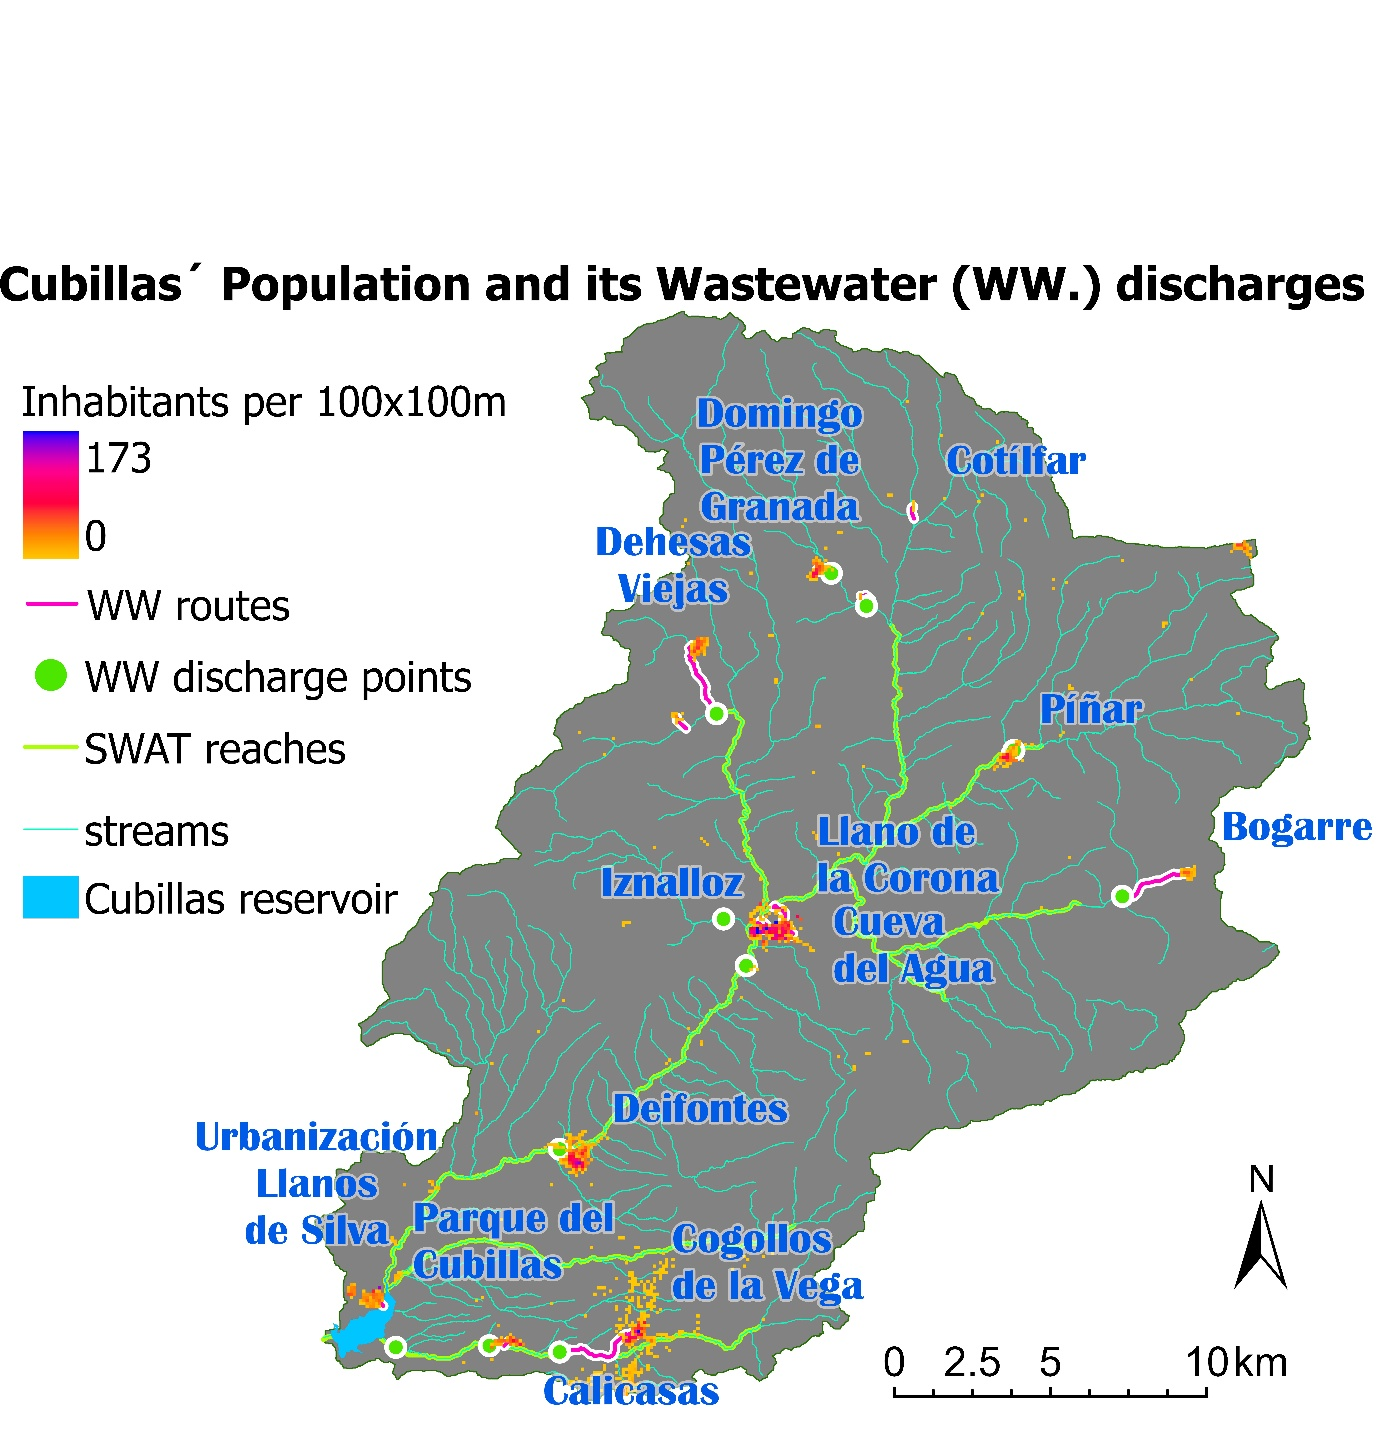 Cubillas´ Population and its Wastewater (WW.) discharges
Inhabitants per 100x100m
173
0
WW routes
WW discharge points
SWAT reaches
streams
Cubillas reservoir
Domingo
Pérez de
Granada
Cotílfar
Dehesas
Viejas
Píñar
Bogarre
Llano de
la Corona
Iznalloz
Cueva
del Agua
Deifontes
Urbanización
Llanos
de Silva
Parque del
Cubillas
Cogollos
de la Vega
Calicasas
N
0 2.5 5 10 km